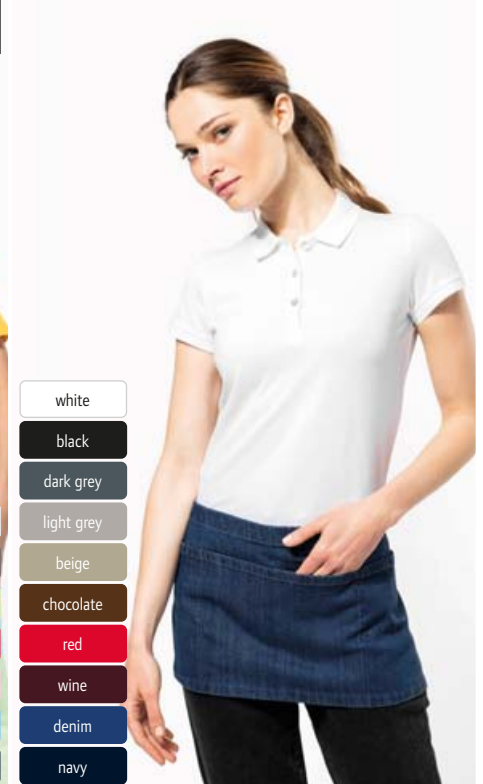 white
black
dark grey
light grey
beige
chocolate
red
wine
denim
navy